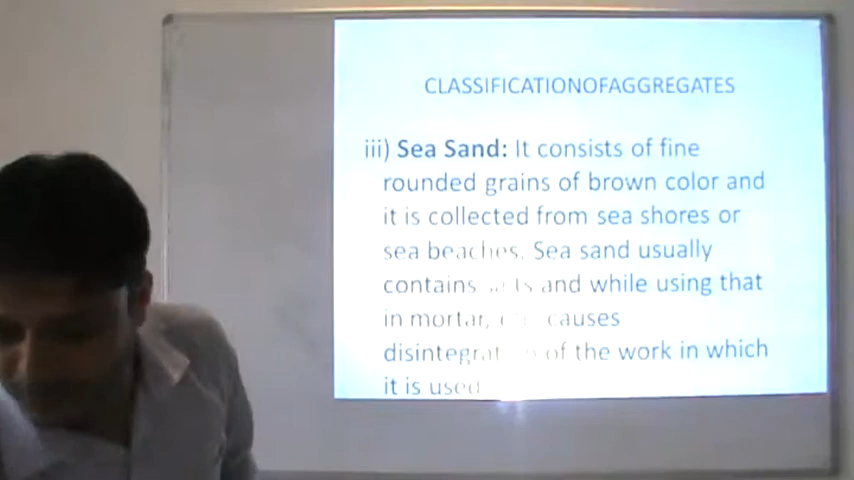 CLASSIFICATIONOFAGGREGATES
iii) Sea Sand: It consists of fine
rounded grains of brown color and
it is collected from sea shores or
sea beaches. Sea sand usually
contains and while using that
in mortar, causes
disintegration of the work in which
it is used